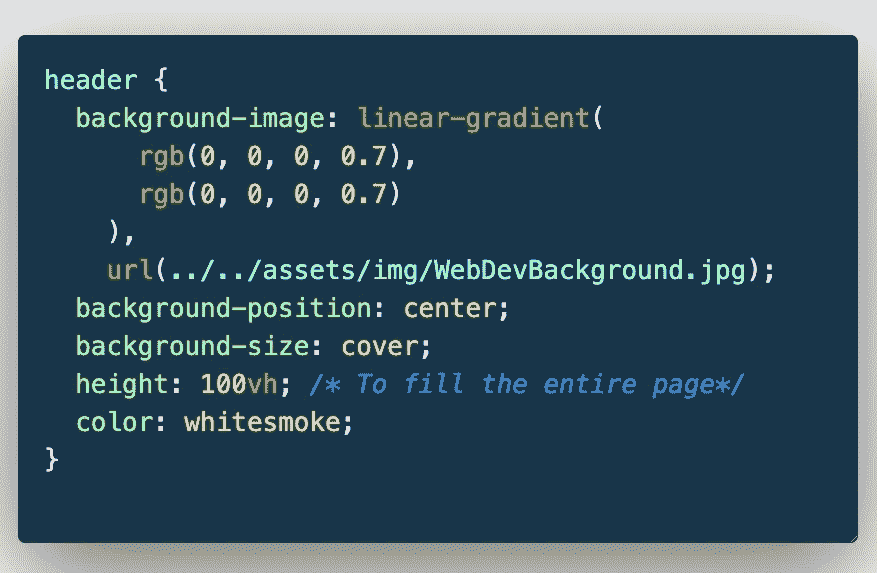 header {
  background-image: linear-gradient(
      rgb(0, 0, 0, 0.7),
      rgb(0, 0, 0, 0.7)
    ),
    url(../../assets/img/WebDevBackground.jpg);
  background-position: center;
  background-size: cover;
  height: 100vh; /* To fill the entire page*/
  color: whitesmoke;
}